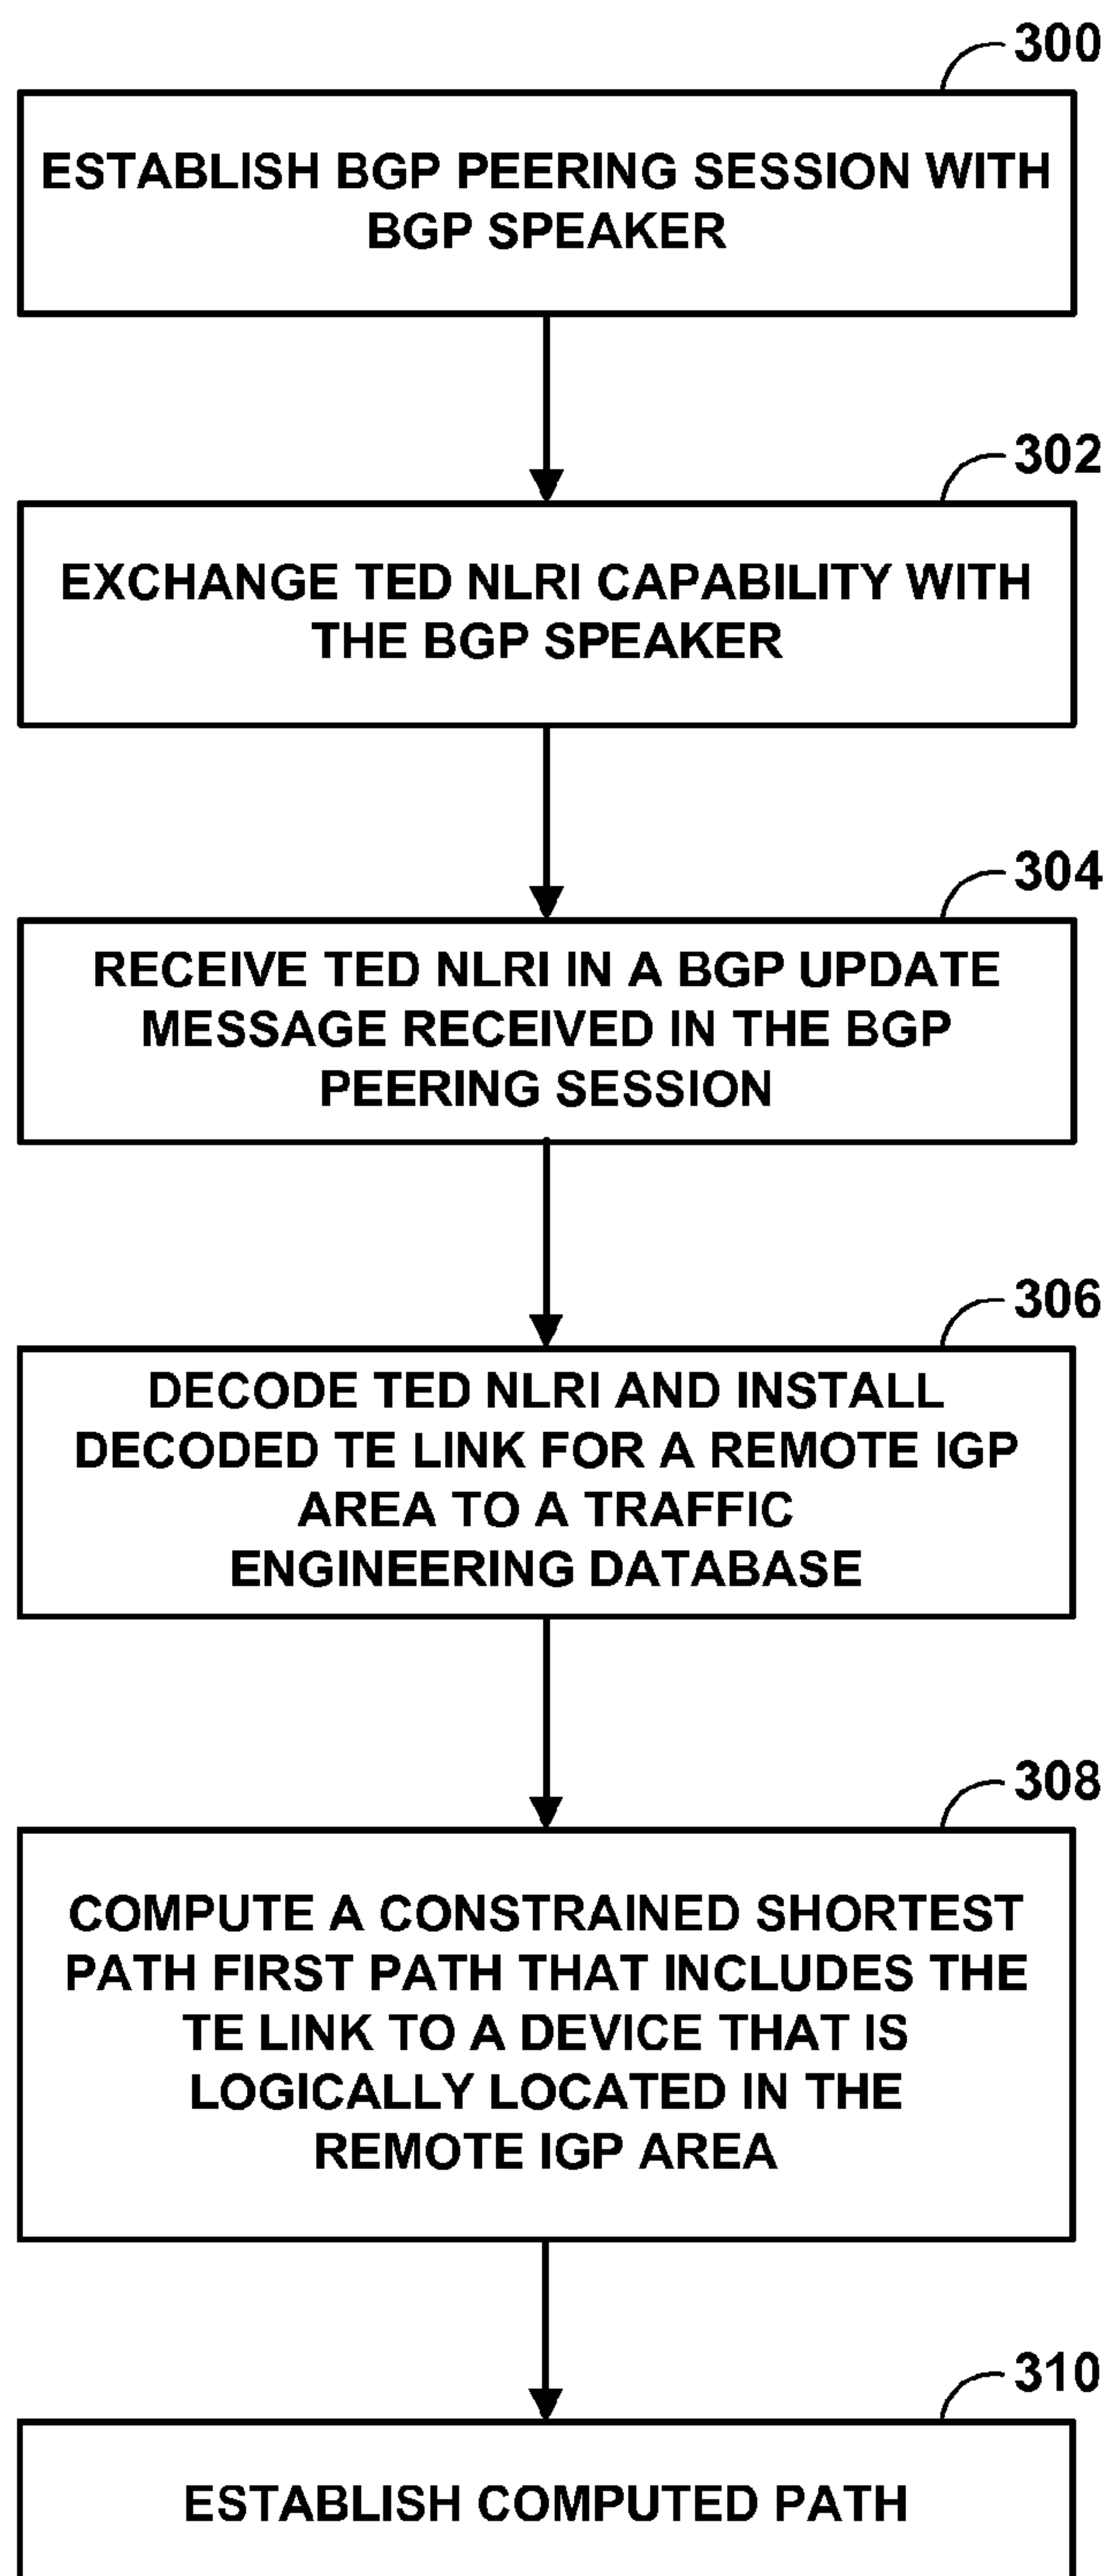 300
ESTABLISH BGP PEERING SESSION WITH
BGP SPEAKER
302
EXCHANGE TED NLRI CAPABILITY WITH
THE BGP SPEAKER
304
RECEIVE TED NLRI IN A BGP UPDATE
MESSAGE RECEIVED IN THE BGP
PEERING SESSION
306
DECODE TED NLRI AND INSTALL
DECODED TE LINK FOR A REMOTE IGP
AREA TO A TRAFFIC
ENGINEERING DATABASE
308
COMPUTE A CONSTRAINED SHORTEST
PATH FIRST PATH THAT INCLUDES THE
TE LINK TO A DEVICE THAT IS
LOGICALLY LOCATED IN THE
REMOTE IGP AREA
310
ESTABLISH COMPUTED PATH